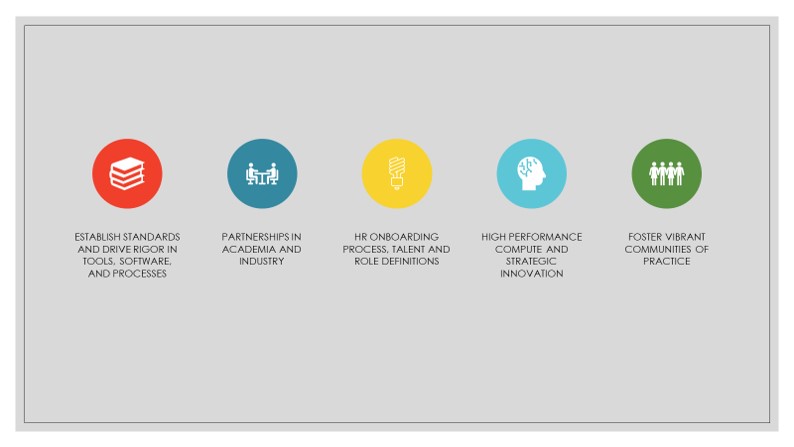 ESTABLISH STANDARDS
AND DRIVE RIGOR IN
TOOLS, SOFTWARE,
AND PROCESSES
PARTNERSHIPS IN
ACADEMIA AND
INDUSTRY
HR ONBOARDING
PROCESS, TALENT AND
ROLE DEFINITIONS
HIGH PERFORMANCE
COMPUTE AND
STRATEGIC
INNOVATION
FOSTER VIBRANT
COMMUNITIES OF
PRACTICE